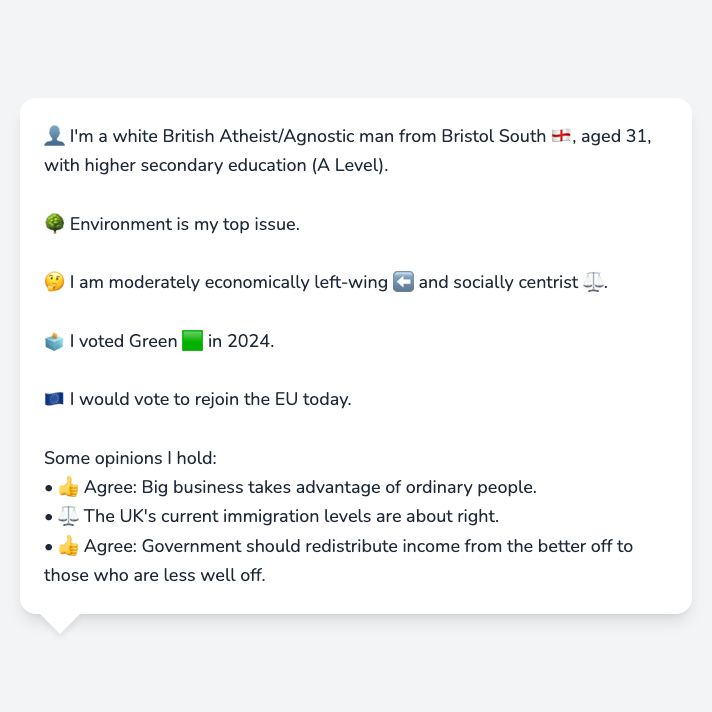 👤 I'm a white British Atheist/Agnostic man from Bristol South 🏴󠁧󠁢󠁥󠁮󠁧󠁿, aged 31,
with higher secondary education (A Level).
🌳 Environment is my top issue.
🤔 I am moderately economically left-wing ⬅️ and socially centrist ⚖️.
🗳️ I voted Green 🟩 in 2024.
🇪🇺 I would vote to rejoin the EU today.
Some opinions I hold:
• 👍 Agree: Big business takes advantage of ordinary people.
• ⚖️ The UK's current immigration levels are about right.
• 👍 Agree: Government should redistribute income from the better off to
those who are less well off.